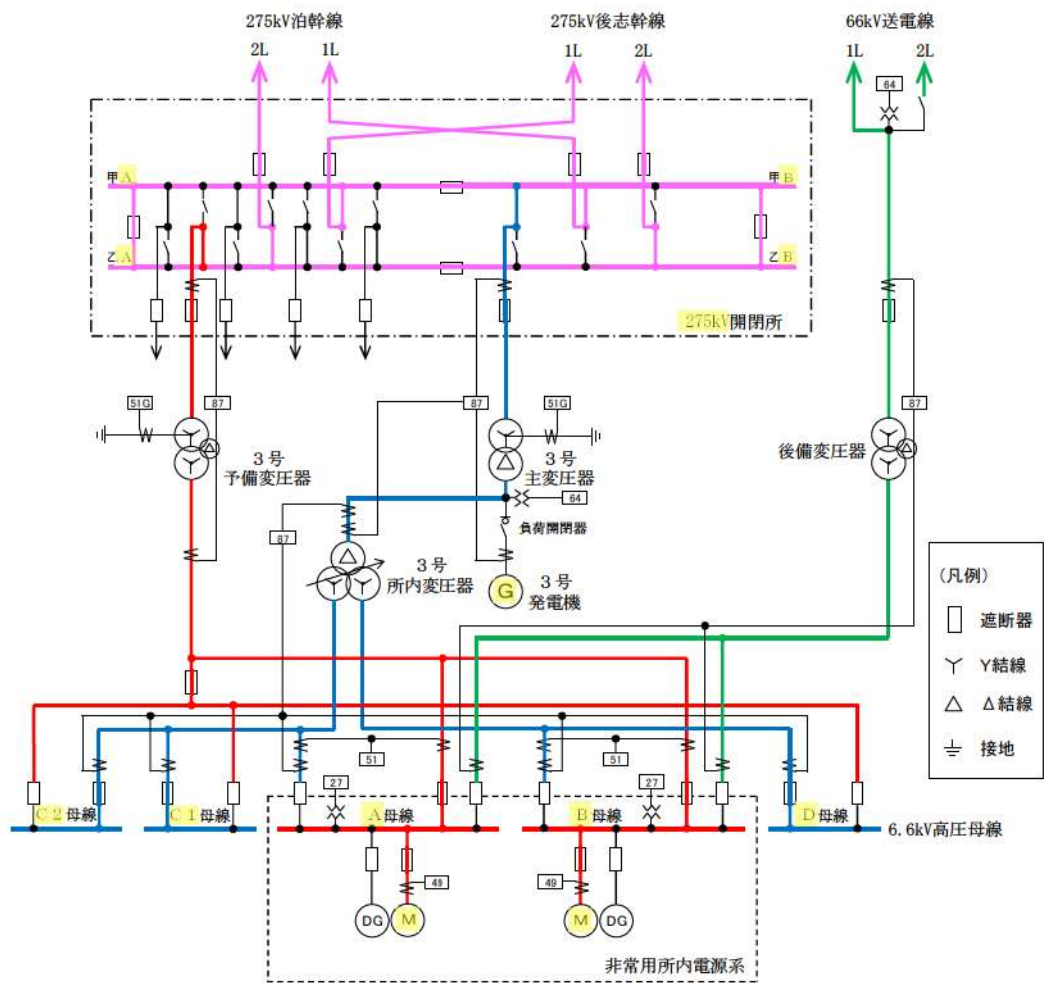 275kV泊幹線 275kV後志幹線 66kV送電線
2L 1L 1L 2L 1L 2L
64
甲A 甲B
乙A 乙B
275kV開閉所
51G 87 87 51G 87
3号
予備変圧器
3号
主変圧器
後備変圧器
64
87
負荷開閉器
3号
所内変圧器
G
3号
発電機
(凡例)
遮断器
Y結線
Δ結線
接地
51 51
27 27
C2母線 C1母線 A母線 B母線 D母線
6.6kV高圧母線
49 49
DG M M DG
非常用所内電源系